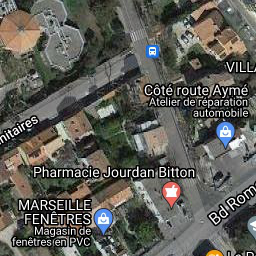 VILLA
Côté route Aymé
Atelier de réparation
automobile
nitaires
Pharmacie Jourdan Bitton
Bd Rom
MARSEILLE
FENÊTRES
Magasin de
fenêtres en PVC